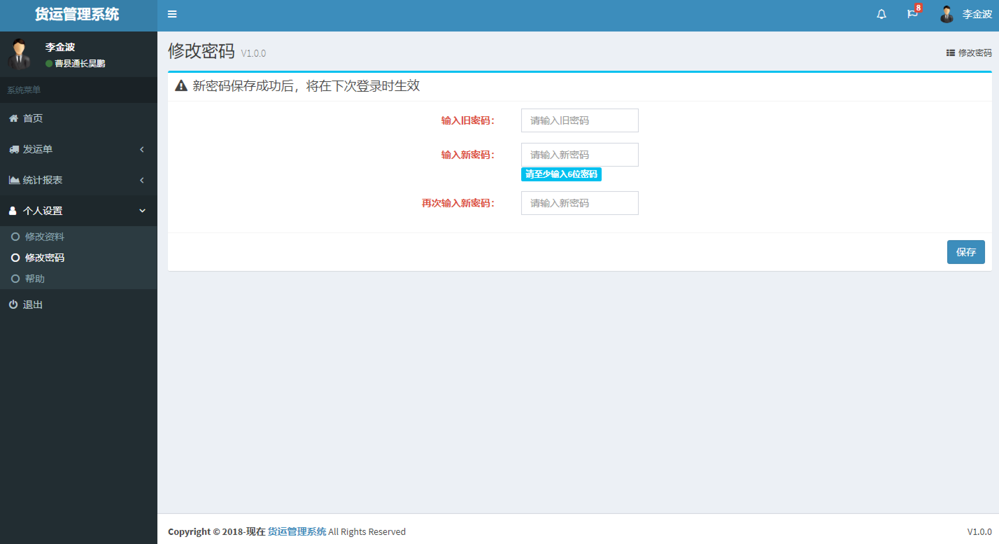 货运管理系统
8
李金波
李金波
曹县通长吴鹏
系统菜单
首页
发运单
统计报表
个人设置
修改资料
修改密码
帮助
退出
修改密码 V1.0.0
修改密码
新密码保存成功后，将在下次登录时生效
输入旧密码： 请输入旧密码
输入新密码： 请输入新密码
请至少输入6位密码
再次输入新密码： 请输入新密码
保存
Copyright © 2018-现在 货运管理系统 All Rights Reserved
V1.0.0